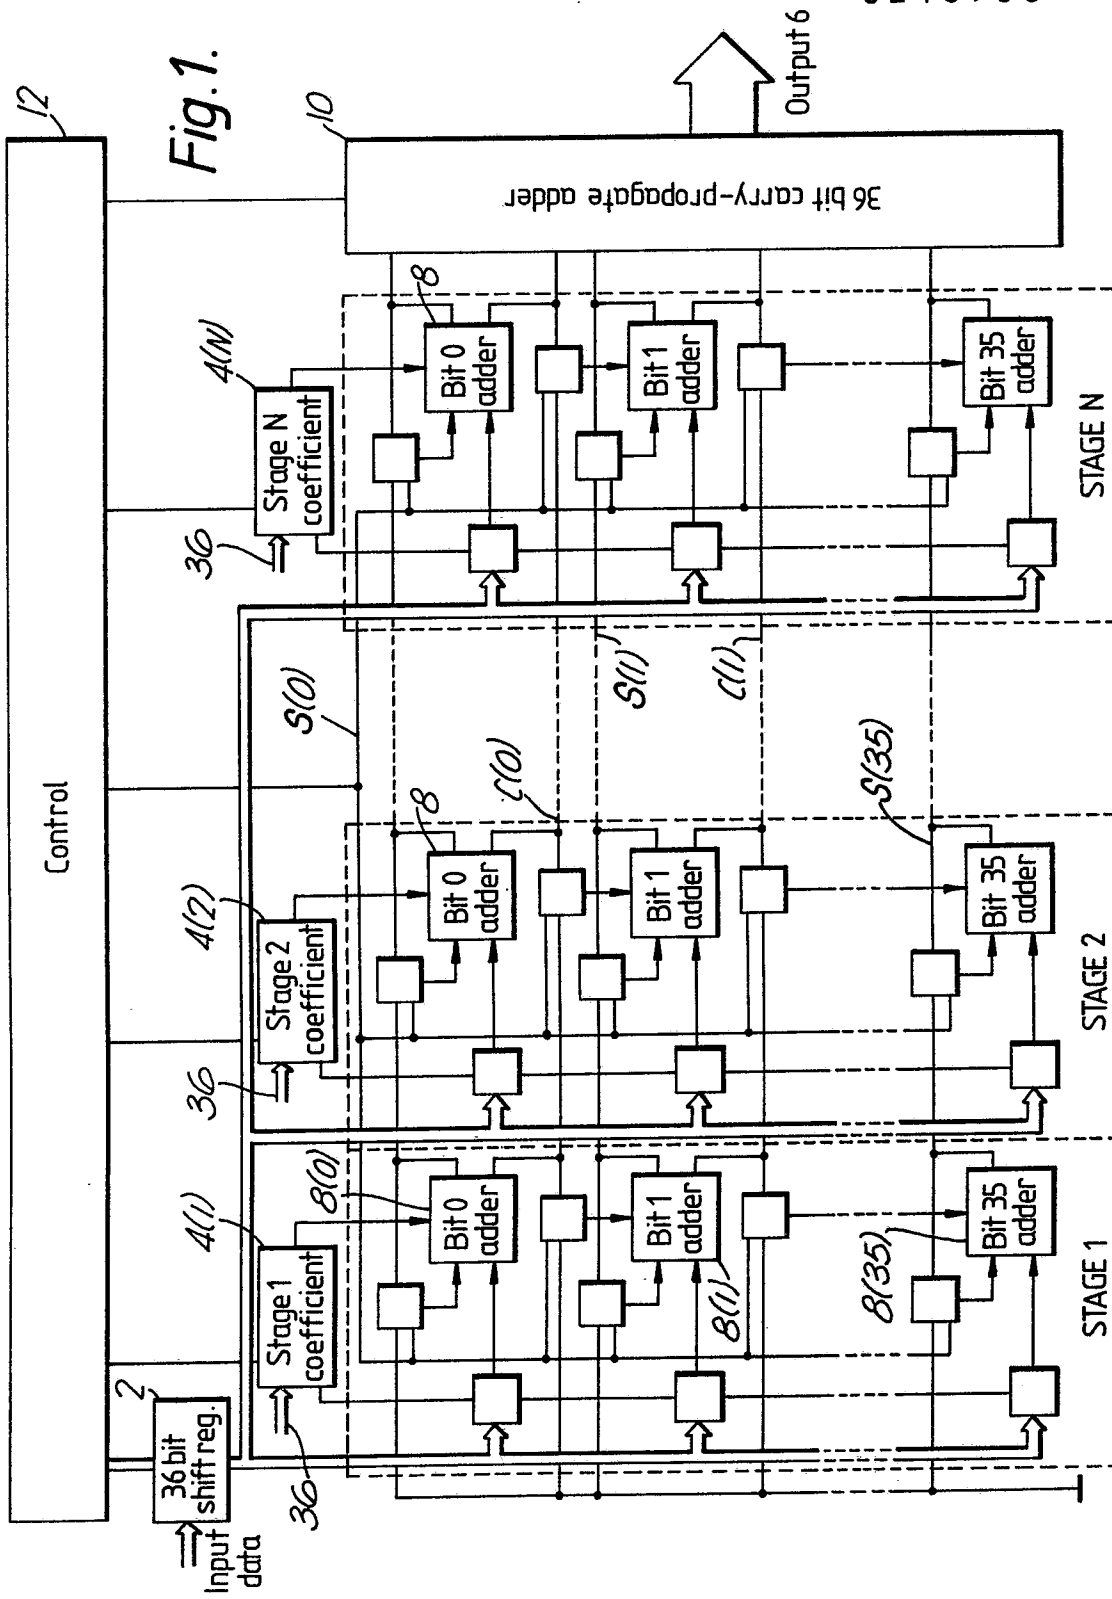 Fig.1.
12
Control
2
36 bit
shift reg.
Input
data
4(1)
Stage 1
coefficient
36
4(2)
Stage 2
coefficient
36
4(N)
Stage N
coefficient
36
S(0)
8(0)
Bit 0
adder
8
Bit 0
adder
C(0)
8
Bit 0
adder
10
36 bit carry-propagate adder
Output 6
8(1)
Bit 1
adder
Bit 1
adder
S(1)
C(1)
Bit 1
adder
8(35)
Bit 35
adder
S(35)
Bit 35
adder
Bit 35
adder
STAGE 1
STAGE 2
STAGE N